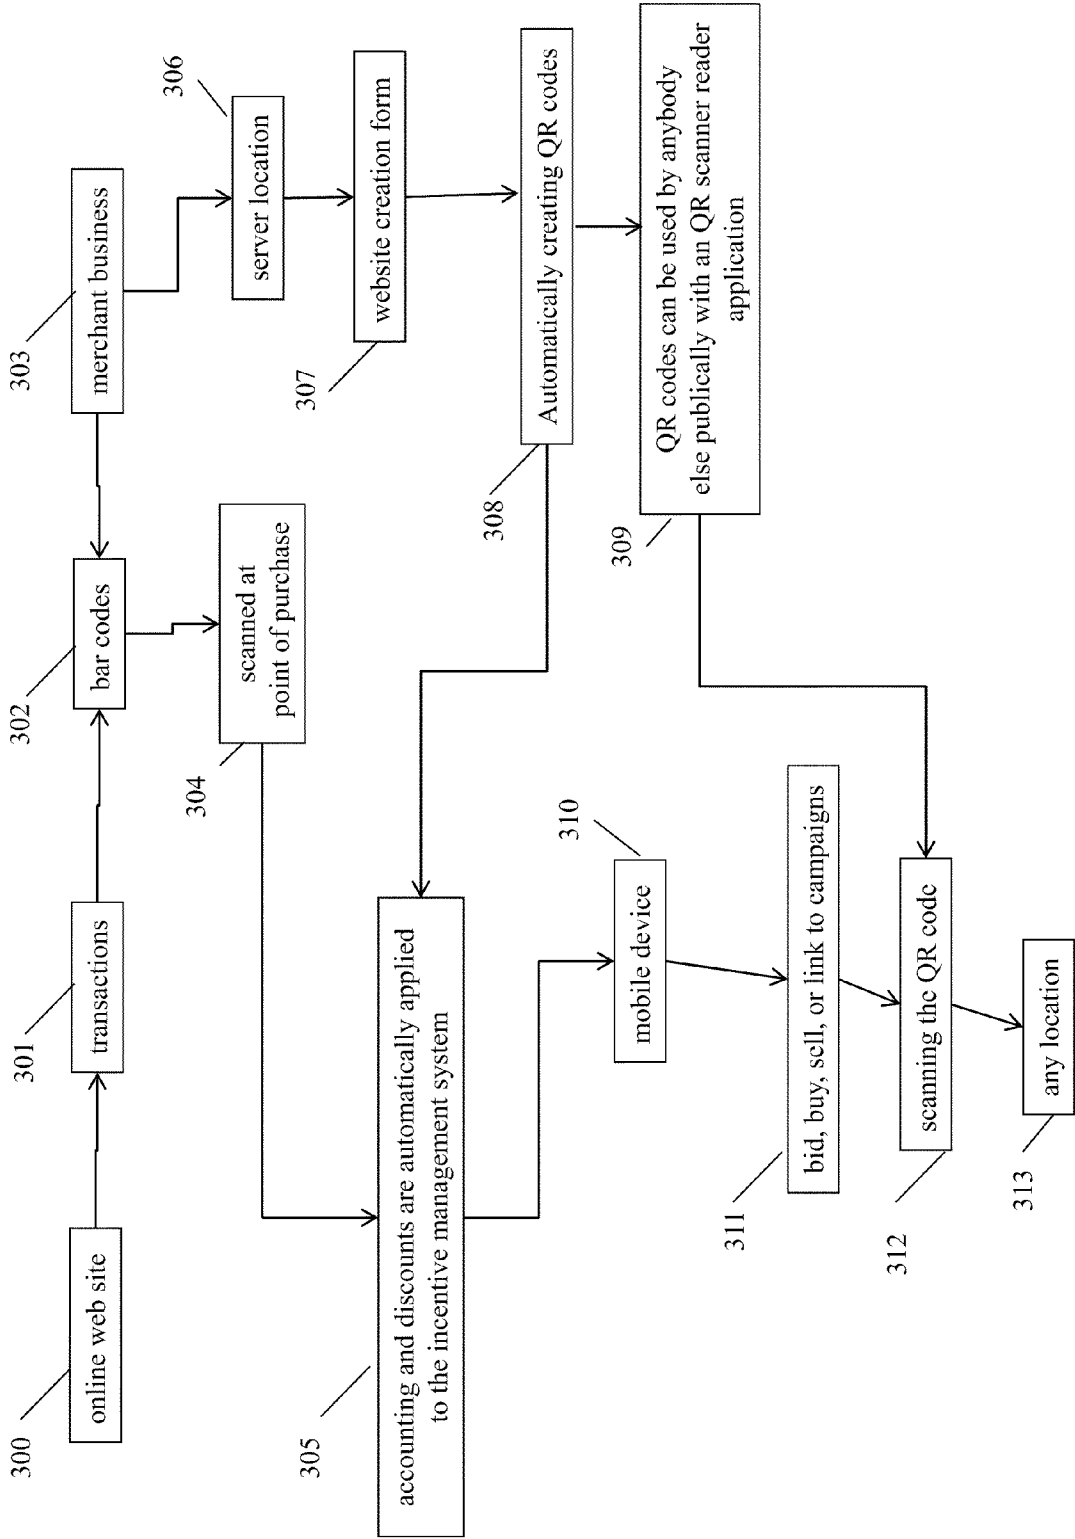 300
online web site
301
transactions
302
bar codes
303
merchant business
304
scanned at
point of purchase
306
server location
307
website creation form
305
accounting and discounts are automatically applied
to the incentive management system
308
Automatically creating QR codes
309
QR codes can be used by anybody
else publically with an QR scanner reader
application
310
mobile device
311
bid, buy, sell, or link to campaigns
312
scanning the QR code
313
any location